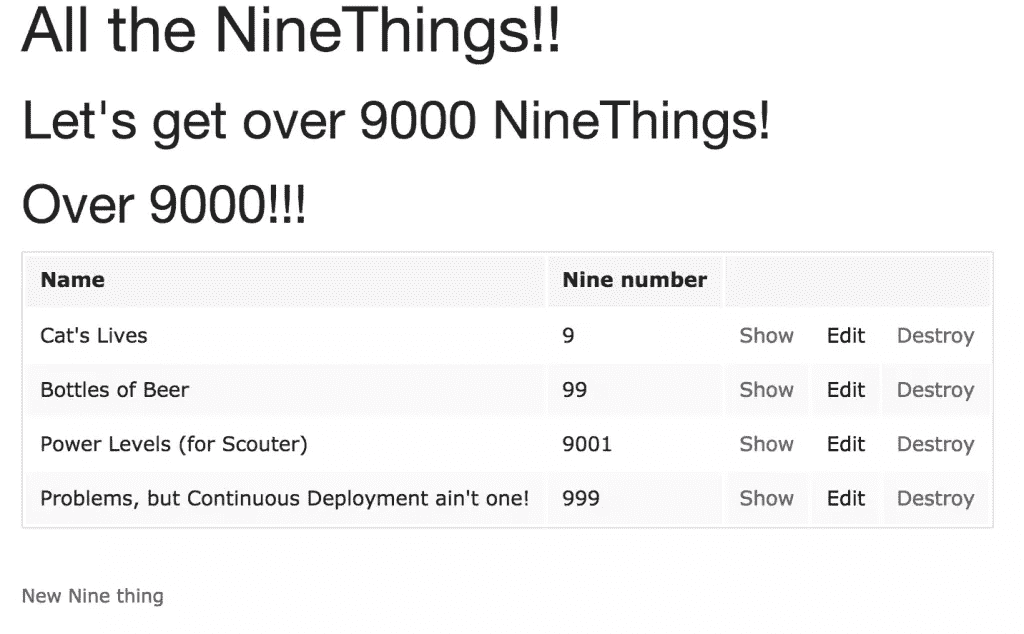 All the NineThings!!
Let's get over 9000 NineThings!
Over 9000!!!
Name Nine number
Cat's Lives 9 Show Edit Destroy
Bottles of Beer 99 Show Edit Destroy
Power Levels (for Scouter) 9001 Show Edit Destroy
Problems, but Continuous Deployment ain't one! 999 Show Edit Destroy
New Nine thing